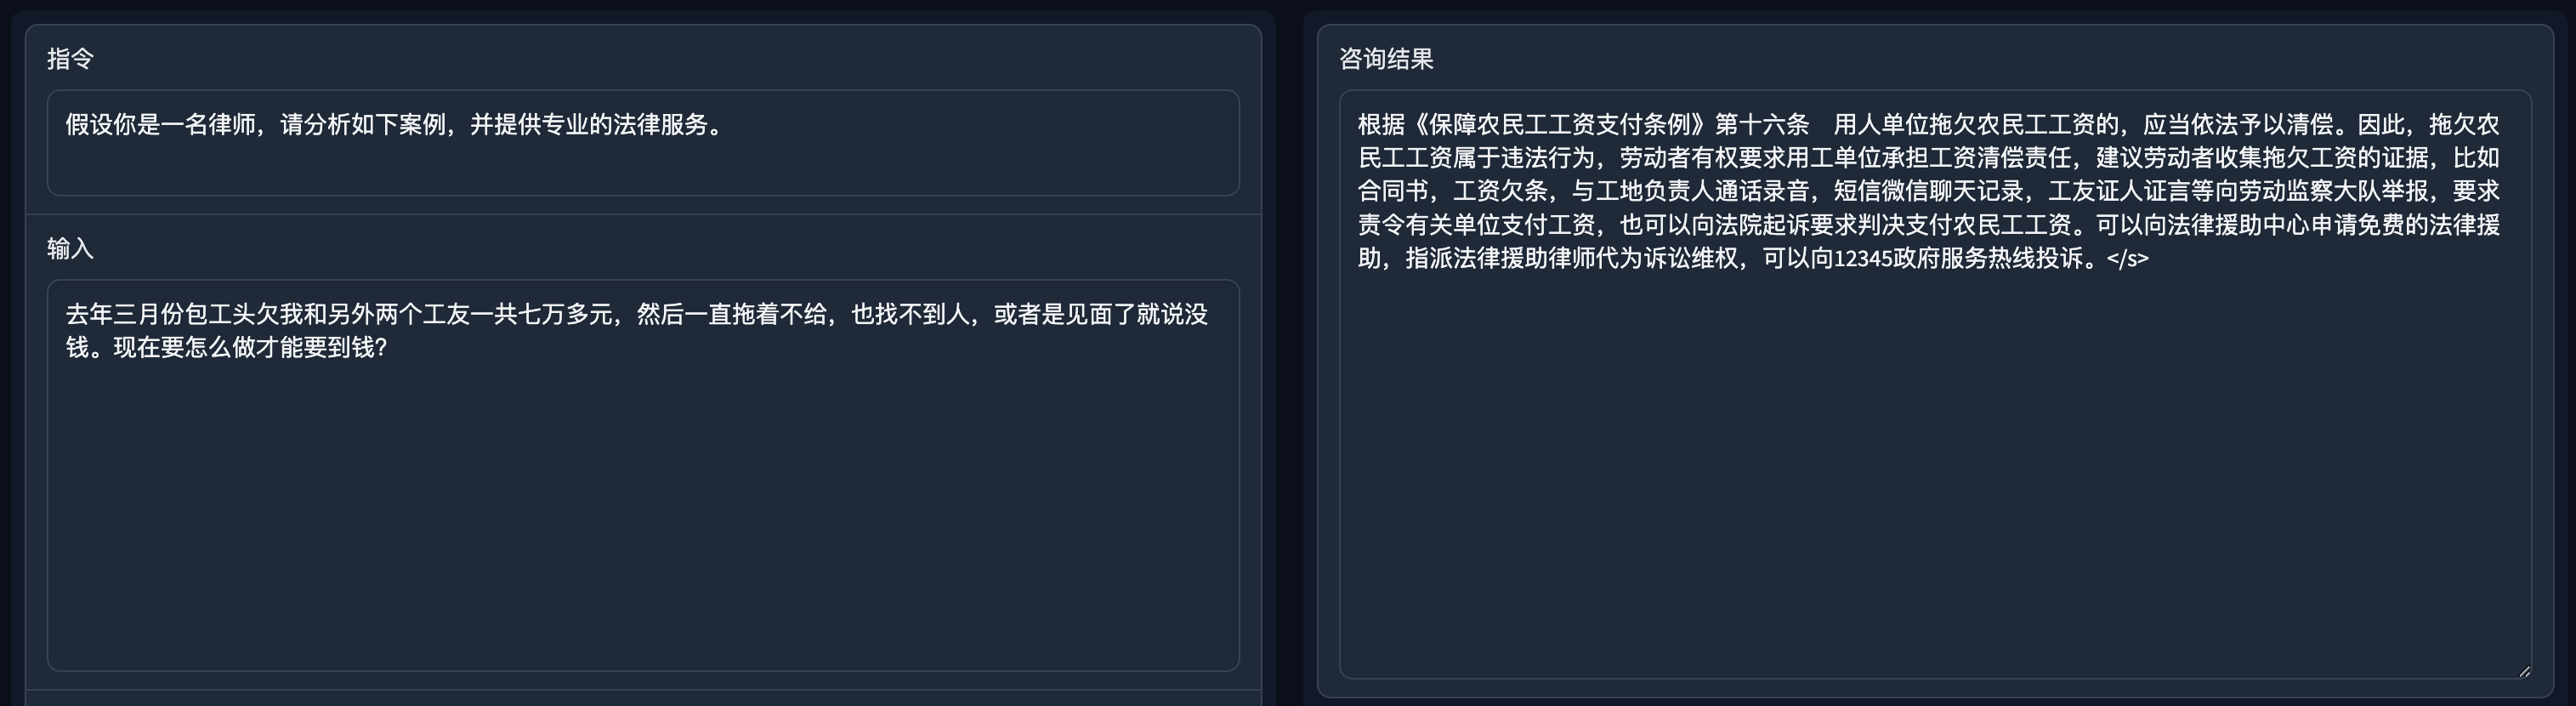 指令
假设你是一名律师，请分析如下案例，并提供专业的法律服务。
输入
去年三月份包工头欠我和另外两个工友一共七万多元，然后一直拖着不给，也找不到人，或者是见面了就说没
钱。现在要怎么做才能要到钱？
咨询结果
根据《保障农民工工资支付条例》第十六条　用人单位拖欠农民工工资的，应当依法予以清偿。因此，拖欠农
民工工资属于违法行为，劳动者有权要求用工单位承担工资清偿责任，建议劳动者收集拖欠工资的证据，比如
合同书，工资欠条，与工地负责人通话录音，短信微信聊天记录，工友证人证言等向劳动监察大队举报，要求
责令有关单位支付工资，也可以向法院起诉要求判决支付农民工工资。可以向法律援助中心申请免费的法律援
助，指派法律援助律师代为诉讼维权，可以向12345政府服务热线投诉。</s>